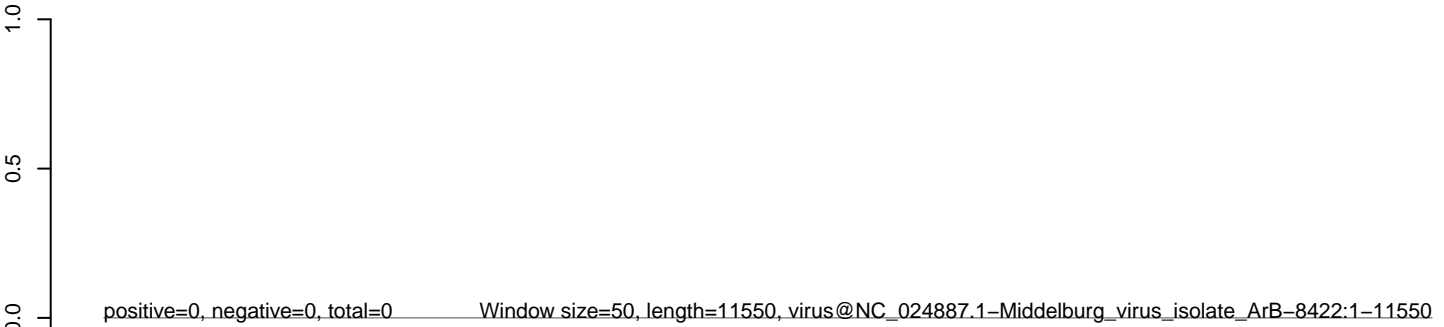 1.0
0.5
0.0
positive=0, negative=0, total=0 Window size=50, length=11550, virus@NC_024887.1−Middelburg_virus_isolate_ArB−8422:1−11550